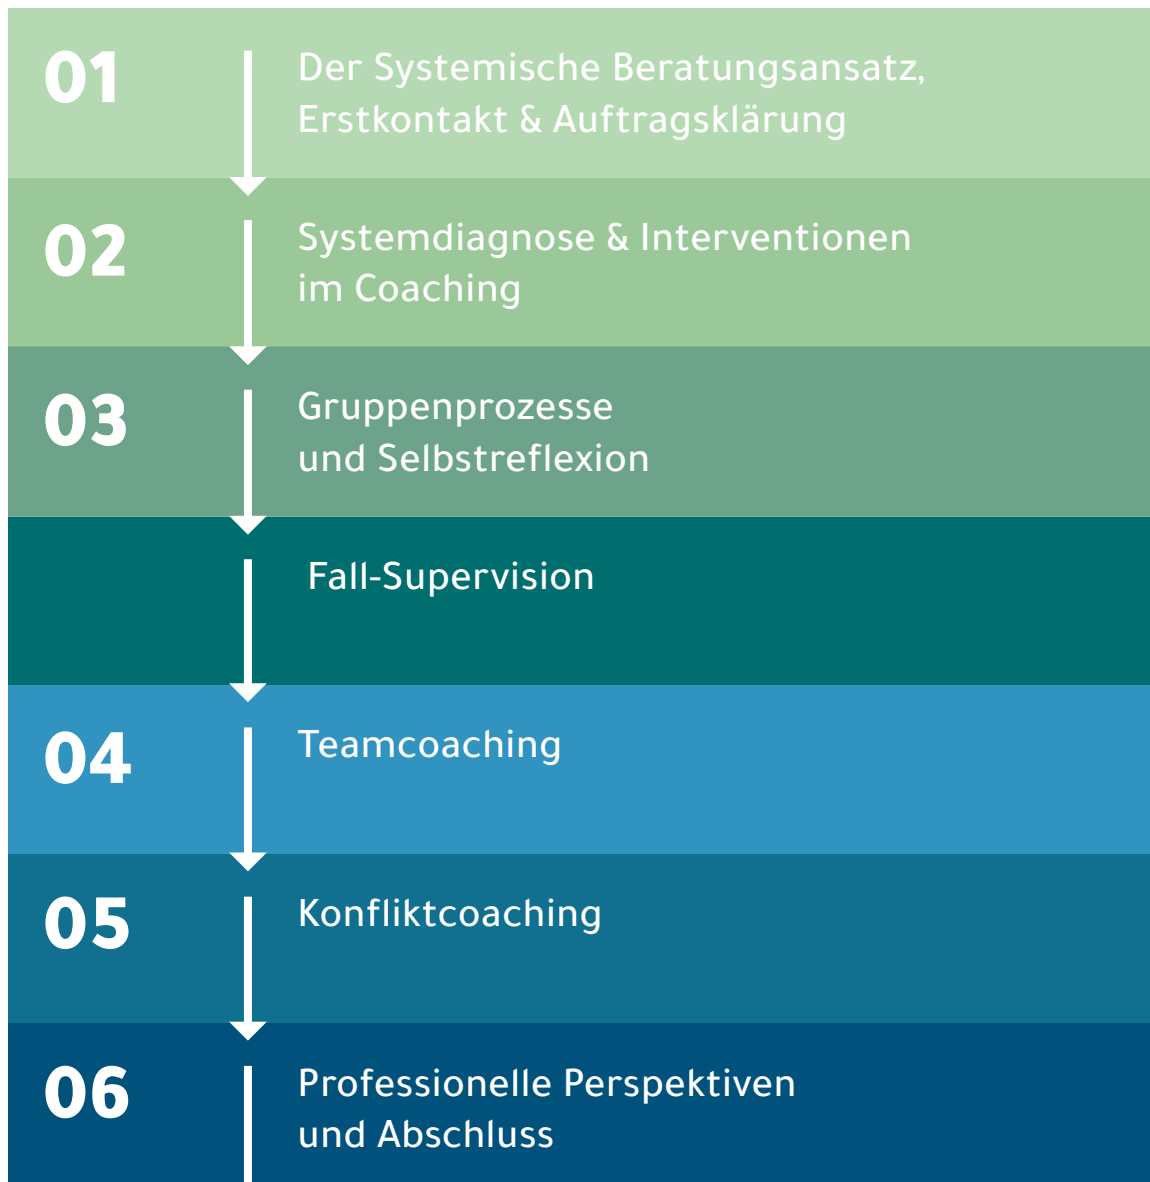 01
Der Systemische Beratungsansatz,
Erstkontakt & Auftragsklärung
02
Systemdiagnose & Interventionen
im Coaching
03
Gruppenprozesse
und Selbstreflexion
Fall-Supervision
04
Teamcoaching
05
Konfliktcoaching
06
Professionelle Perspektiven
und Abschluss